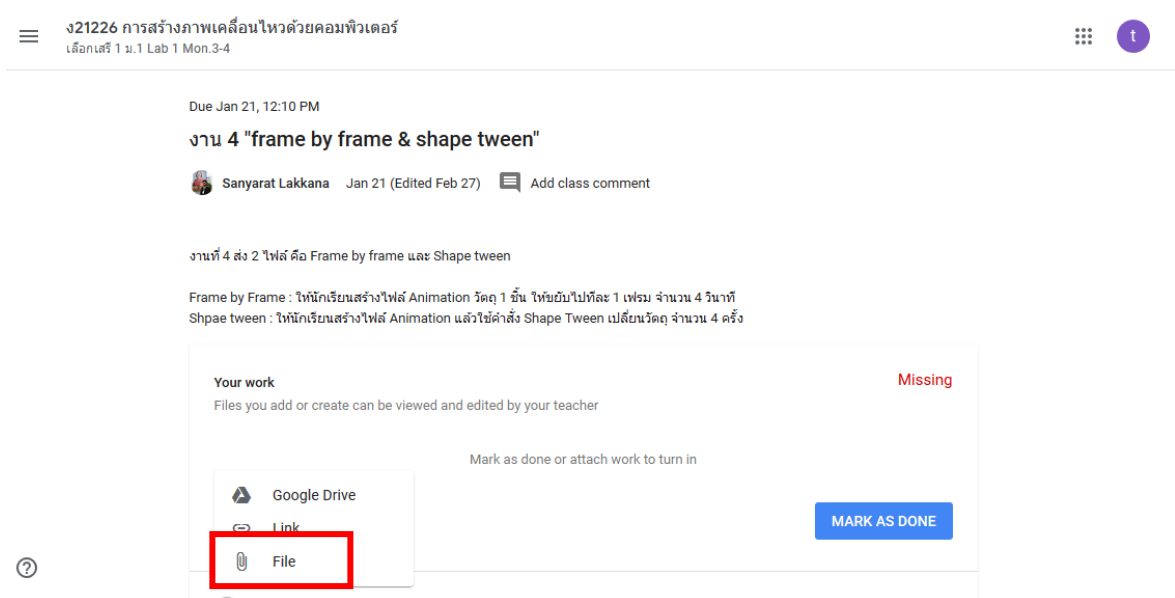 ง21226 การสร้างภาพเคลื่อนไหวด้วยคอมพิวเตอร์
เลือกเสรี 1 ม.1 Lab 1 Mon.3-4
t
Due Jan 21, 12:10 PM
งาน 4 "frame by frame & shape tween"
Sanyarat Lakkana Jan 21 (Edited Feb 27) Add class comment
งานที่ 4 ส่ง 2 ไฟล์ คือ Frame by frame และ Shape tween
Frame by Frame : ให้นักเรียนสร้างไฟล์ Animation วัตถุ 1 ชิ้น ให้ขยับไปทีละ 1 เฟรม จำนวน 4 วินาที
Shpae tween : ให้นักเรียนสร้างไฟล์ Animation แล้วใช้คำสั่ง Shape Tween เปลี่ยนวัตถุ จำนวน 4 ครั้ง
Your work
Missing
Files you add or create can be viewed and edited by your teacher
Mark as done or attach work to turn in
Google Drive
Link
MARK AS DONE
File